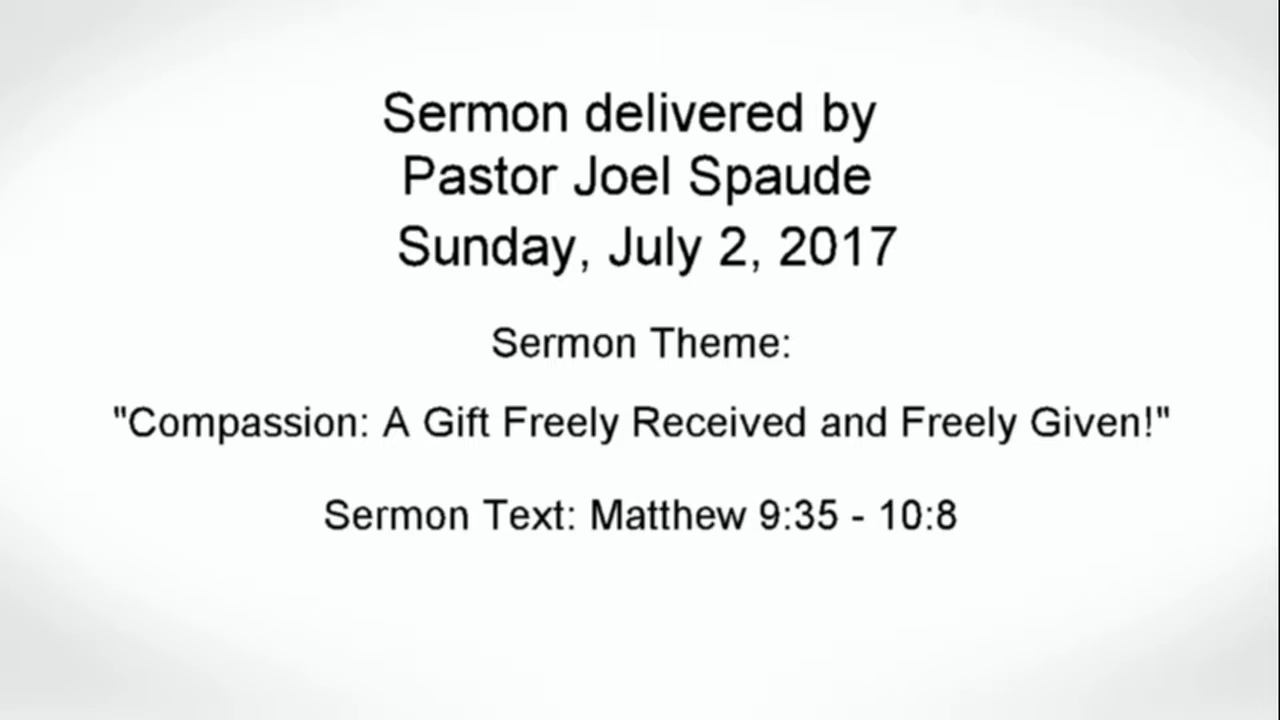 Sermon delivered by
Pastor Joel Spaude
Sunday, July 2, 2017
Sermon Theme:
"Compassion: A Gift Freely Received and Freely Given!"
Sermon Text: Matthew 9:35 - 10:8